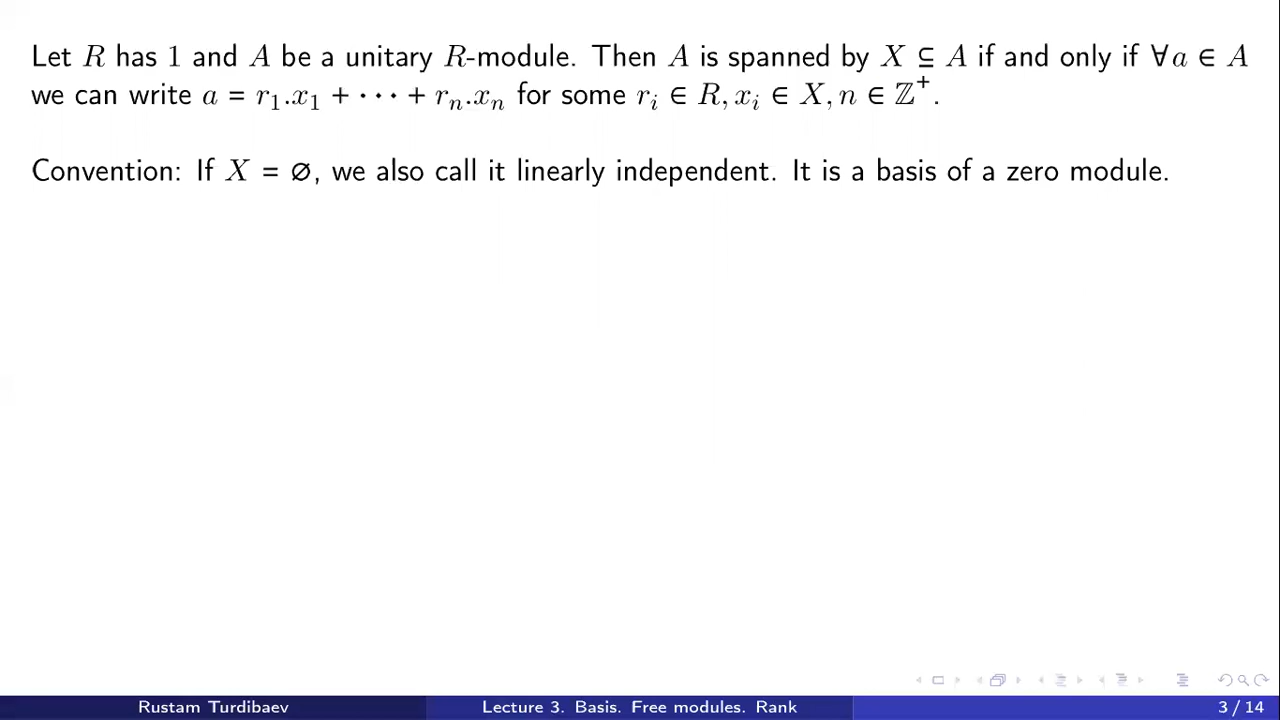 Let R has 1 and A be a unitary R-module. Then A is spanned by X ⊆ A if and only if ∀a ∈ A
we can write a = r₁.x₁ + ⋯ + rₙ.xₙ for some rᵢ ∈ R, xᵢ ∈ X, n ∈ ℤ⁺.
Convention: If X = ∅, we also call it linearly independent. It is a basis of a zero module.
Rustam Turdibaev
Lecture 3. Basis. Free modules. Rank
3 / 14